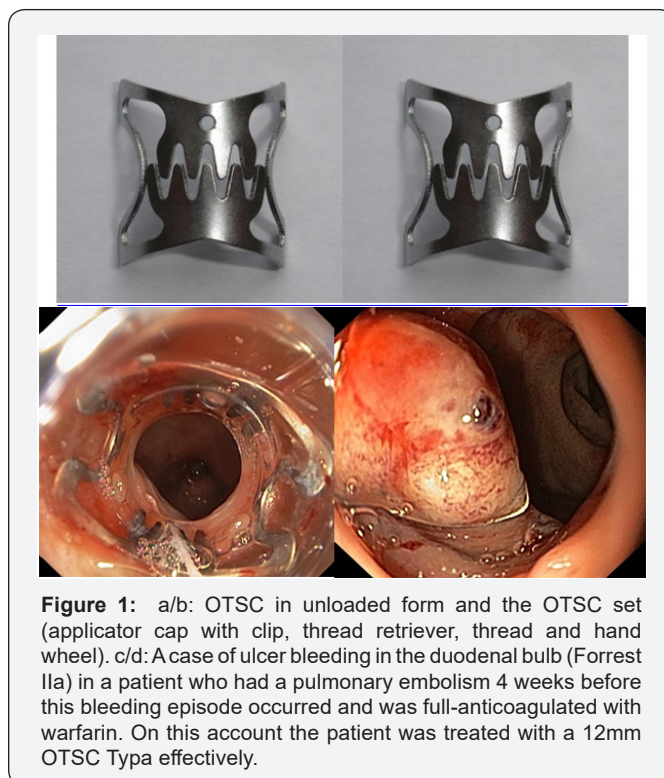 Figure 1: a/b: OTSC in unloaded form and the OTSC set
(applicator cap with clip, thread retriever, thread and hand
wheel). c/d: A case of ulcer bleeding in the duodenal bulb (Forrest
IIa) in a patient who had a pulmonary embolism 4 weeks before
this bleeding episode occurred and was full-anticoagulated with
warfarin. On this account the patient was treated with a 12mm
OTSC Typa effectively.